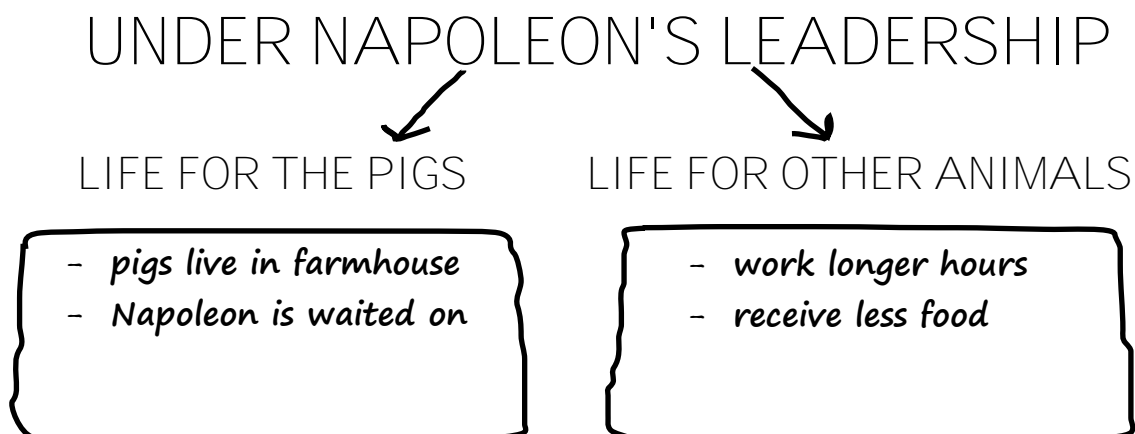 UNDER NAPOLEON'S LEADERSHIP
LIFE FOR THE PIGS
LIFE FOR OTHER ANIMALS
- pigs live in farmhouse
- Napoleon is waited on
- work longer hours
- receive less food